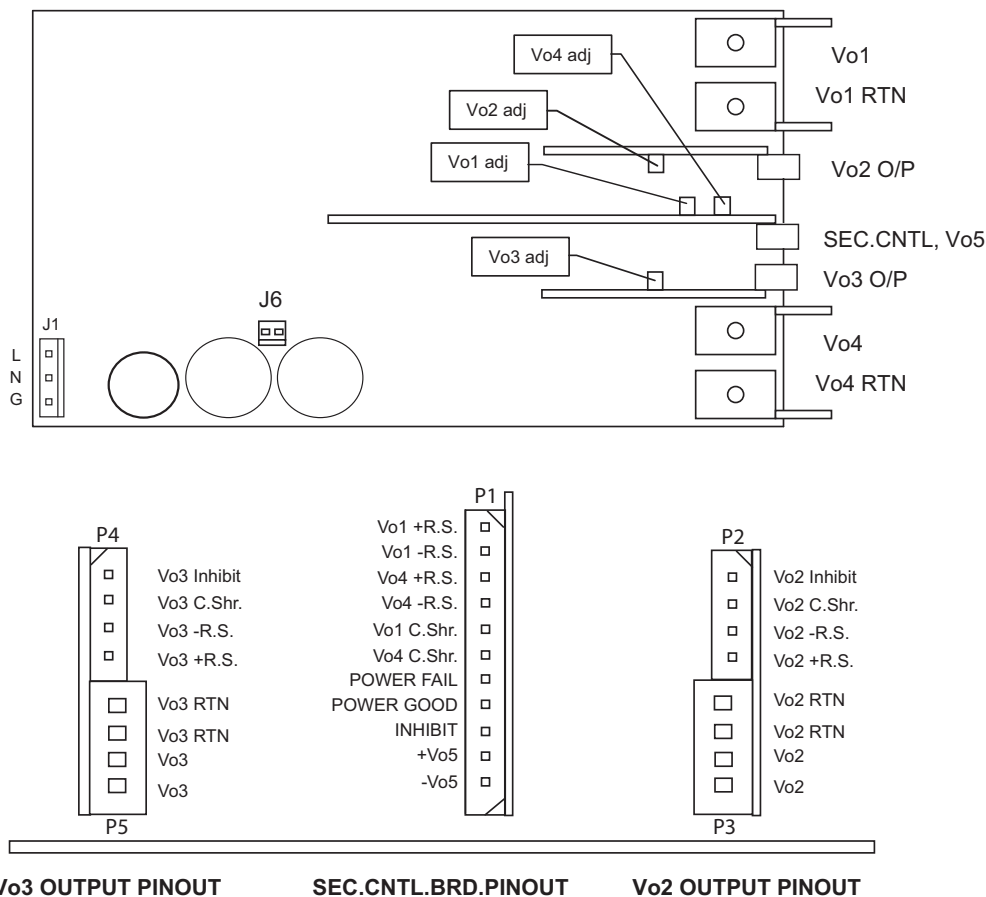 Vo4 adj
Vo1
Vo1 RTN
Vo2 adj
Vo1 adj
Vo2 O/P
SEC.CNTL, Vo5
Vo3 adj
Vo3 O/P
J6
J1
L
N
G
Vo4
Vo4 RTN
P4
Vo3 Inhibit
Vo3 C.Shr.
Vo3 -R.S.
Vo3 +R.S.
Vo3 RTN
Vo3 RTN
Vo3
Vo3
P5
P1
Vo1 +R.S.
Vo1 -R.S.
Vo4 +R.S.
Vo4 -R.S.
Vo1 C.Shr.
Vo4 C.Shr.
POWER FAIL
POWER GOOD
INHIBIT
+Vo5
-Vo5
P2
Vo2 Inhibit
Vo2 C.Shr.
Vo2 -R.S.
Vo2 +R.S.
Vo2 RTN
Vo2 RTN
Vo2
Vo2
P3
Vo3 OUTPUT PINOUT
SEC.CNTL.BRD.PINOUT
Vo2 OUTPUT PINOUT